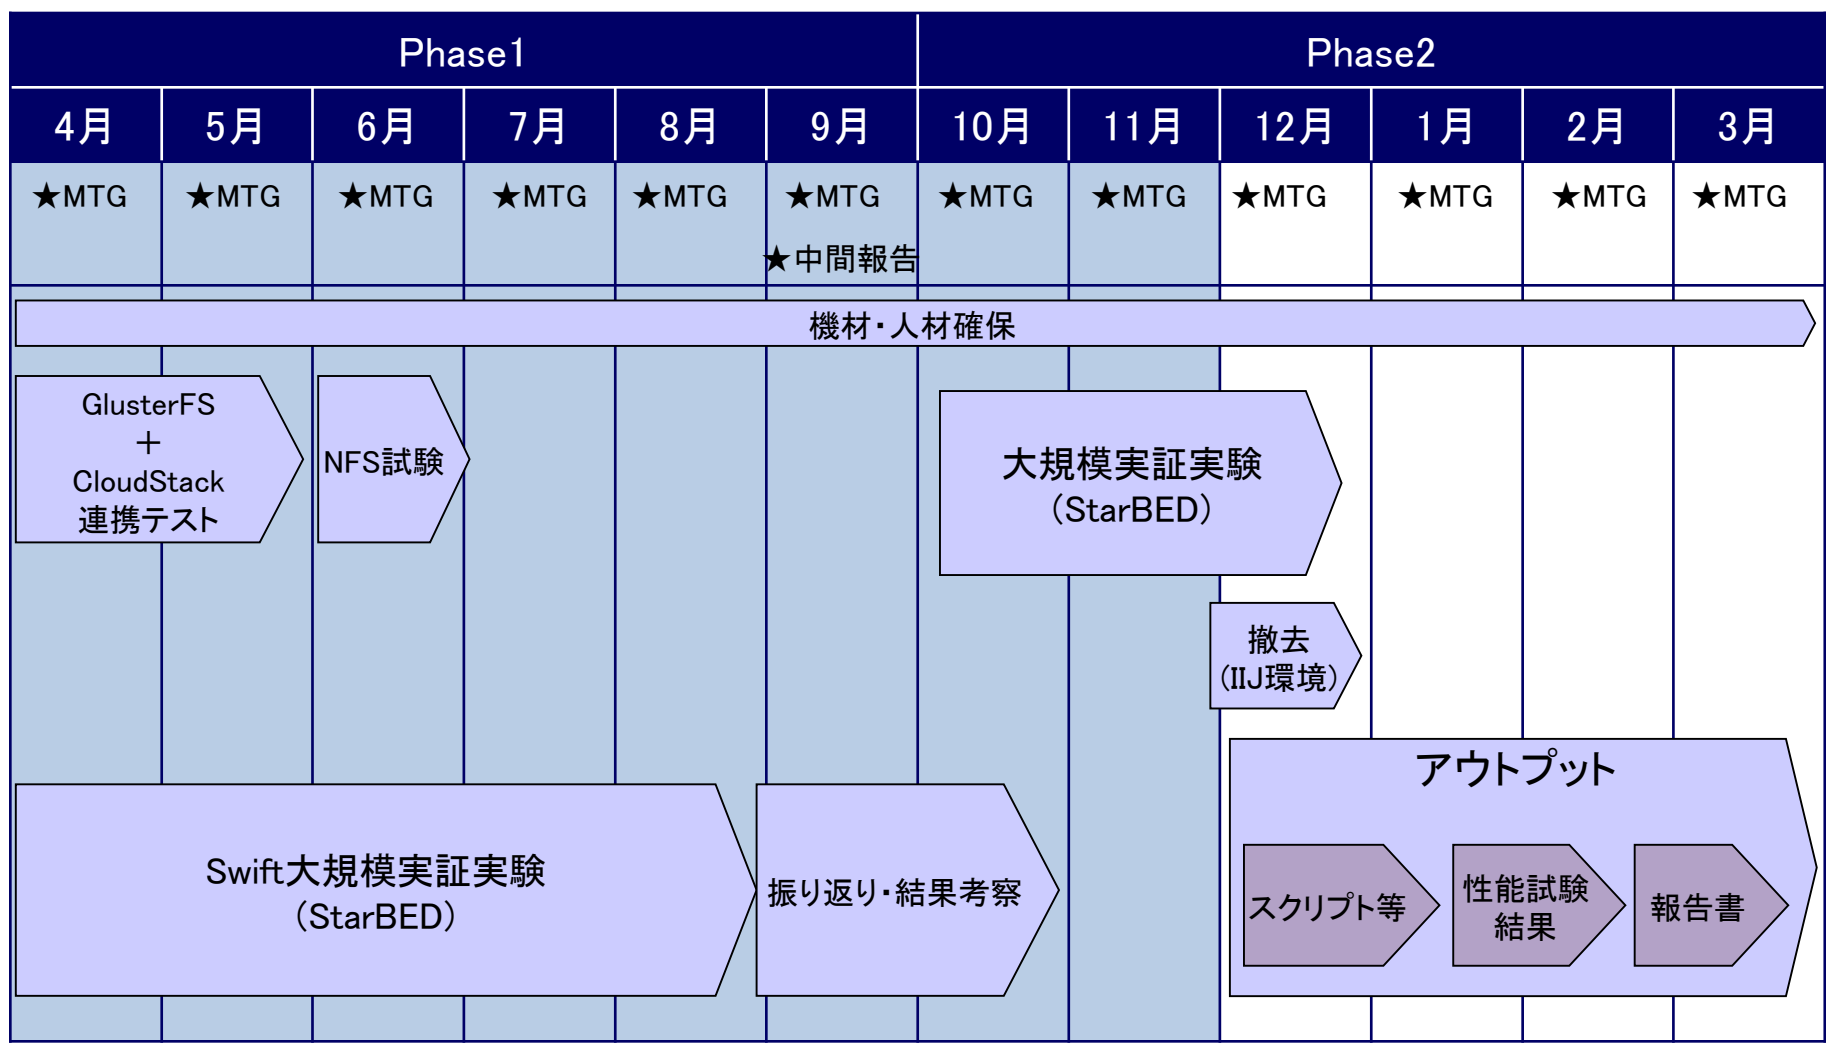 Phase1
Phase2
4月
5月
6月
7月
8月
9月
10月
11月
12月
1月
2月
3月
★MTG
★MTG
★MTG
★MTG
★MTG
★MTG
★MTG
★MTG
★MTG
★MTG
★MTG
★MTG
★中間報告
機材・人材確保
GlusterFS
＋
CloudStack
連携テスト
NFS試験
大規模実証実験
（StarBED）
撤去
(IIJ環境)
アウトプット
Swift大規模実証実験
（StarBED）
振り返り・結果考察
スクリプト等
性能試験
結果
報告書